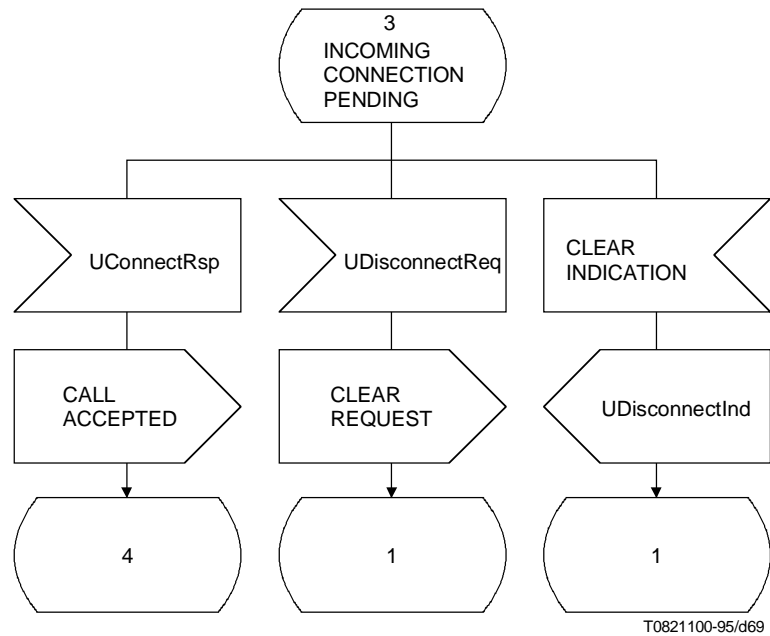 3
INCOMING
CONNECTION
PENDING
UConnectRsp
UDisconnectReq
CLEAR
INDICATION
CALL
ACCEPTED
CLEAR
REQUEST
UDisconnectInd
4
1
1
T0821100-95/d69